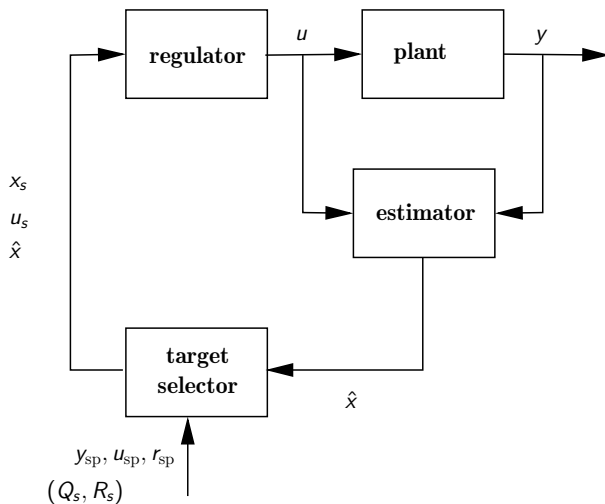 regulator
u
plant
y
x_s
u_s
x̂
estimator
target
selector
x̂
y_sp, u_sp, r_sp
(Q_s, R_s)